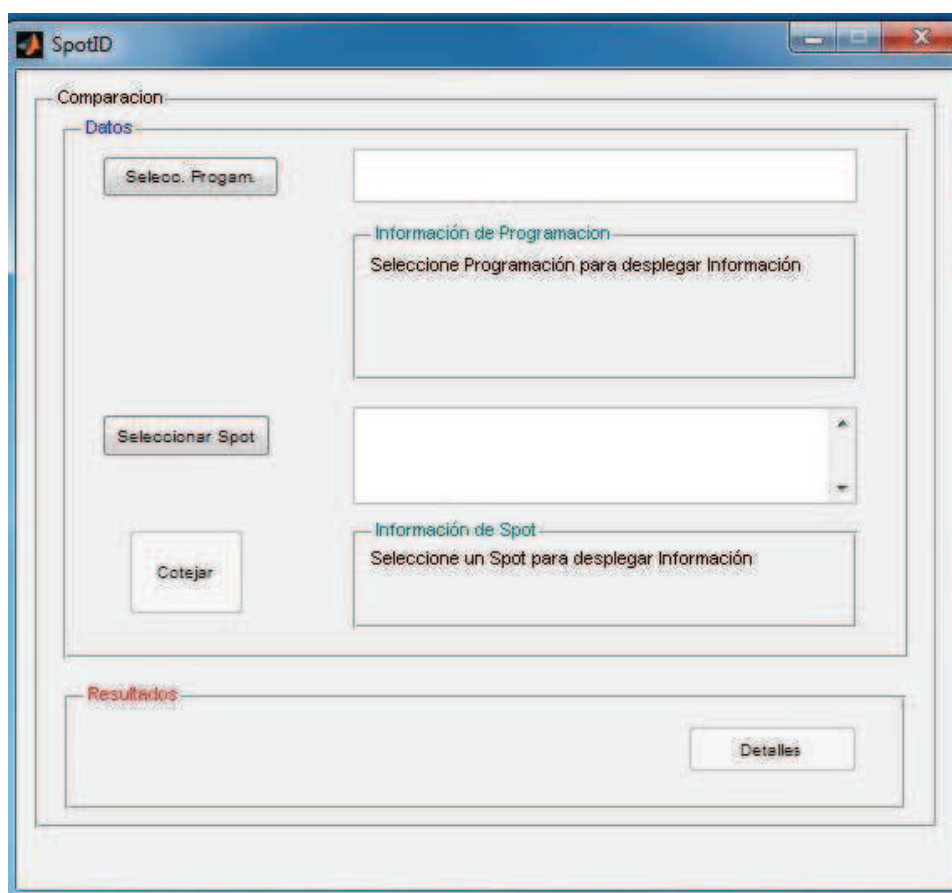 SpotID
Comparacion
Datos
Selecc. Progam.
Información de Programacion
Seleccione Programación para desplegar Información
Seleccionar Spot
Información de Spot
Seleccione un Spot para desplegar Información
Cotejar
Resultados
Detalles